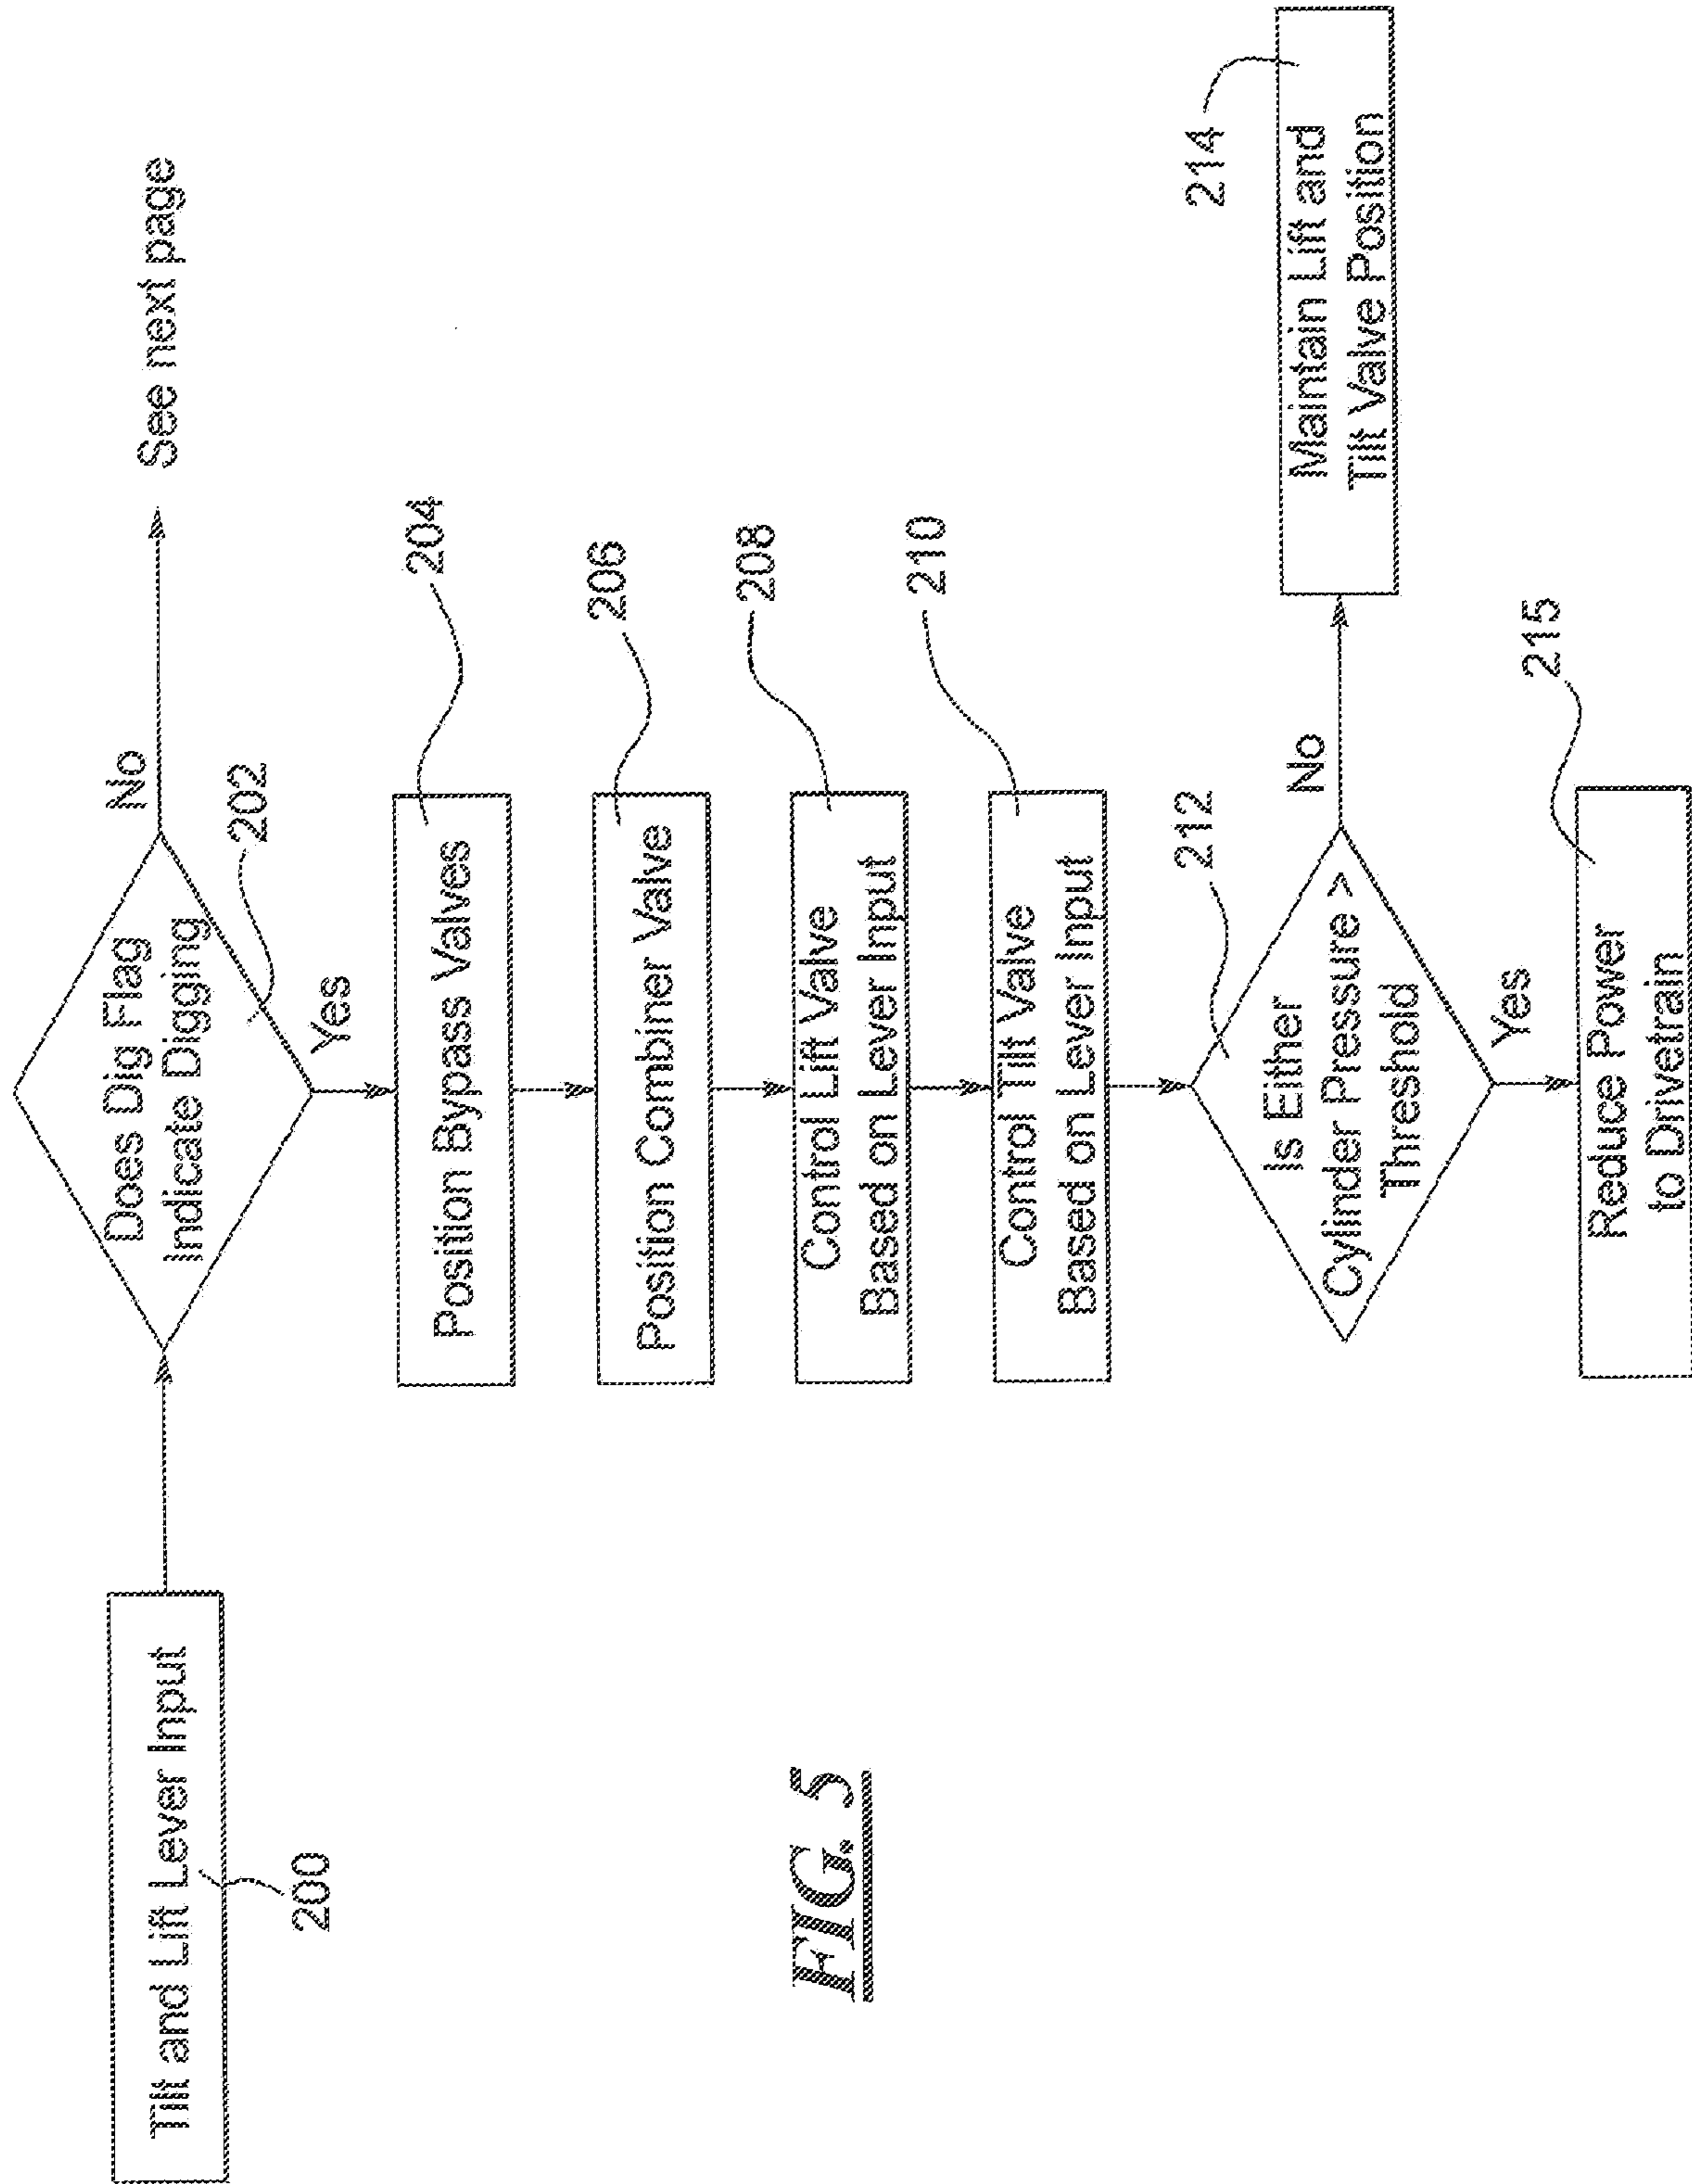 Tilt and Lift Lever Input
200
Does Dig Flag
Indicate Digging
202
No
See next page
Yes
Position Bypass Valves
204
Position Combiner Valve
206
Control Lift Valve
Based on Lever Input
208
Control Tilt Valve
Based on Lever Input
210
Is Either
Cylinder Pressure >
Threshold
212
No
Maintain Lift and
Tilt Valve Position
214
Yes
Reduce Power
to Drivetrain
215
FIG. 5